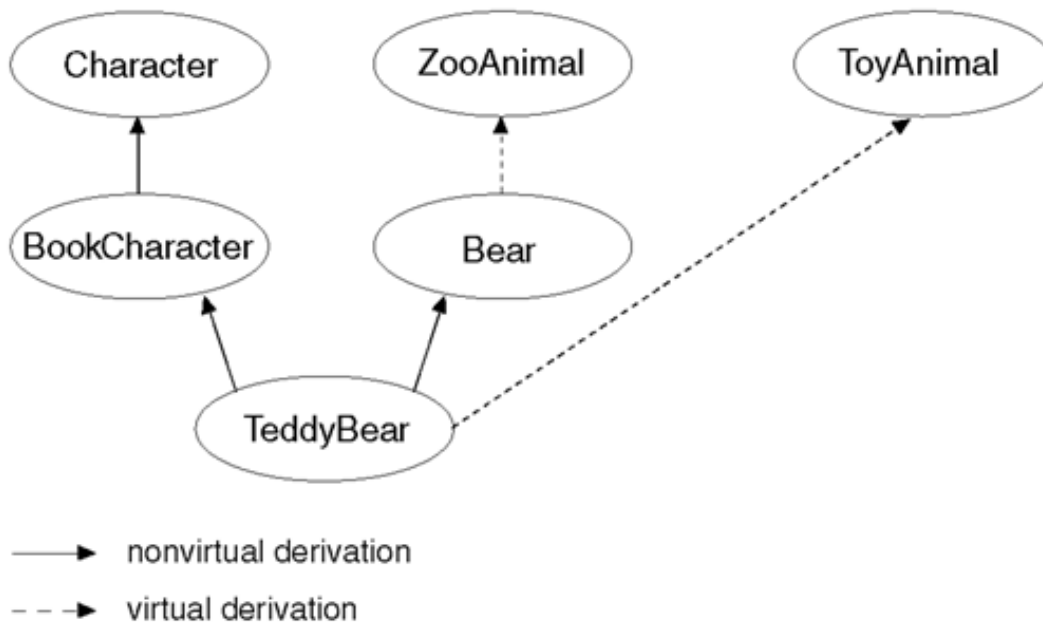 Character
ZooAnimal
ToyAnimal
BookCharacter
Bear
TeddyBear
nonvirtual derivation
virtual derivation